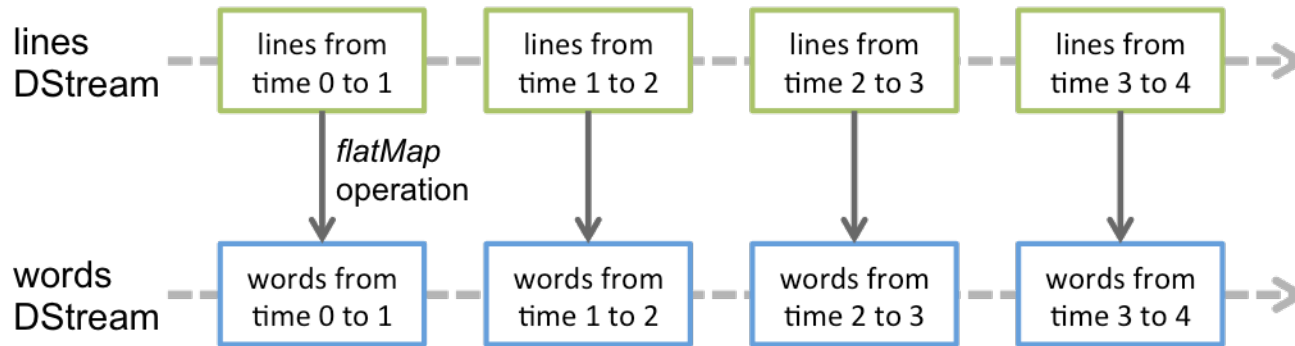 lines
DStream
lines from
time 0 to 1
lines from
time 1 to 2
lines from
time 2 to 3
lines from
time 3 to 4
flatMap
operation
words
DStream
words from
time 0 to 1
words from
time 1 to 2
words from
time 2 to 3
words from
time 3 to 4